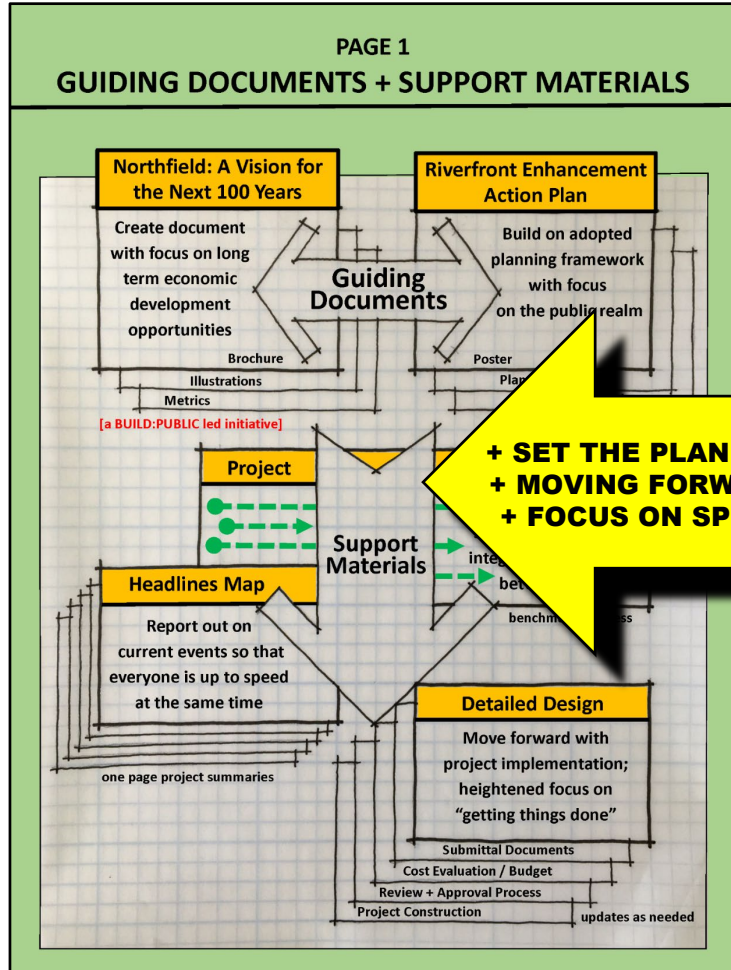 PAGE 1
GUIDING DOCUMENTS + SUPPORT MATERIALS
Northfield: A Vision for
the Next 100 Years
Create document
with focus on long
term economic
development
opportunities
Brochure
Illustrations
Metrics
[a BUILD:PUBLIC led initiative]
Guiding
Documents
Riverfront Enhancement
Action Plan
Build on adopted
planning framework
with focus
on the public realm
Poster
+ SET THE PLAN
+ MOVING
+ FOCUS ON
Project
Support
Materials
Headlines Map
Report out on
current events so that
everyone is up to speed
at the same time
one page project summaries
Detailed Design
Move forward with
project implementation;
heightened focus on
“getting things done”
Submittal Documents
Cost Evaluation / Budget
Review + Approval Process
Project Construction
updates as needed